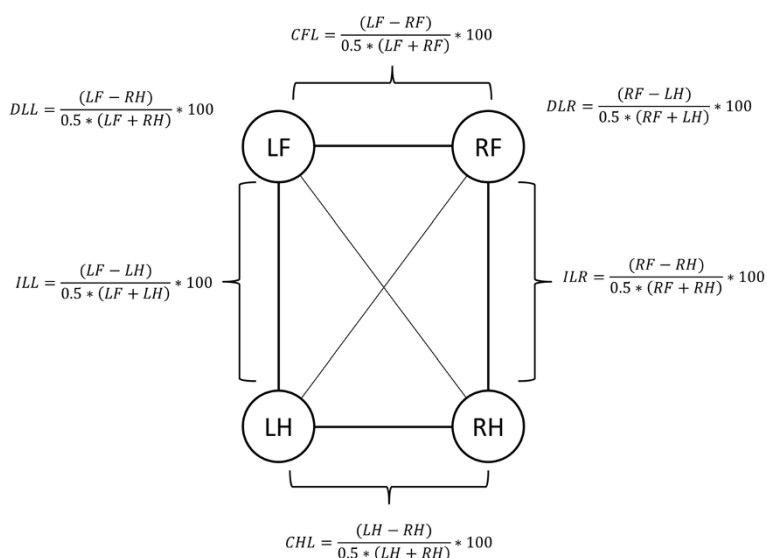 CFL = (LF − RF) / 0.5 ∗ (LF + RF) ∗ 100
DLL = (LF − RH) / 0.5 ∗ (LF + RH) ∗ 100
DLR = (RF − LH) / 0.5 ∗ (RF + LH) ∗ 100
LF
RF
ILL = (LF − LH) / 0.5 ∗ (LF + LH) ∗ 100
ILR = (RF − RH) / 0.5 ∗ (RF + RH) ∗ 100
LH
RH
CHL = (LH − RH) / 0.5 ∗ (LH + RH) ∗ 100